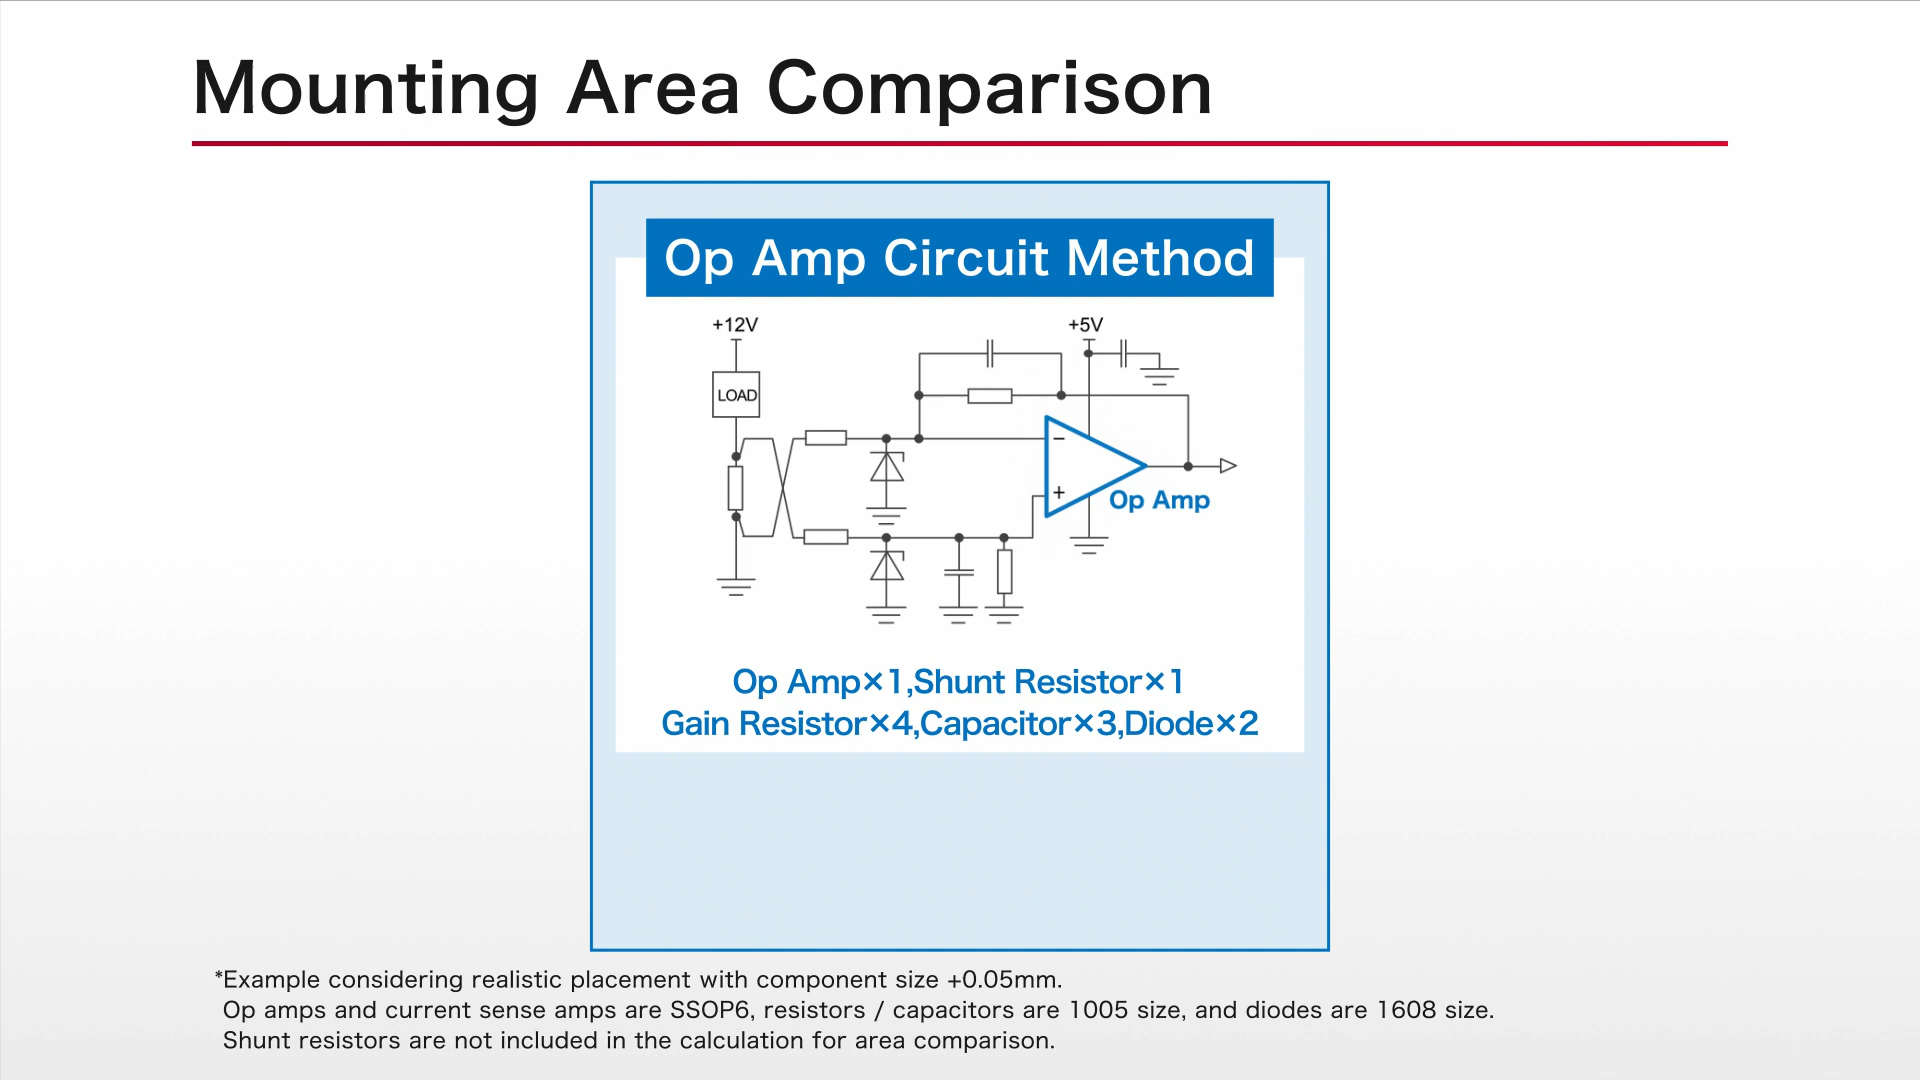 Mounting Area Comparison
Op Amp Circuit Method
+12V
+5V
LOAD
−
+
Op Amp
Op Amp×1,Shunt Resistor×1
Gain Resistor×4,Capacitor×3,Diode×2
*Example considering realistic placement with component size +0.05mm.
Op amps and current sense amps are SSOP6, resistors / capacitors are 1005 size, and diodes are 1608 size.
Shunt resistors are not included in the calculation for area comparison.